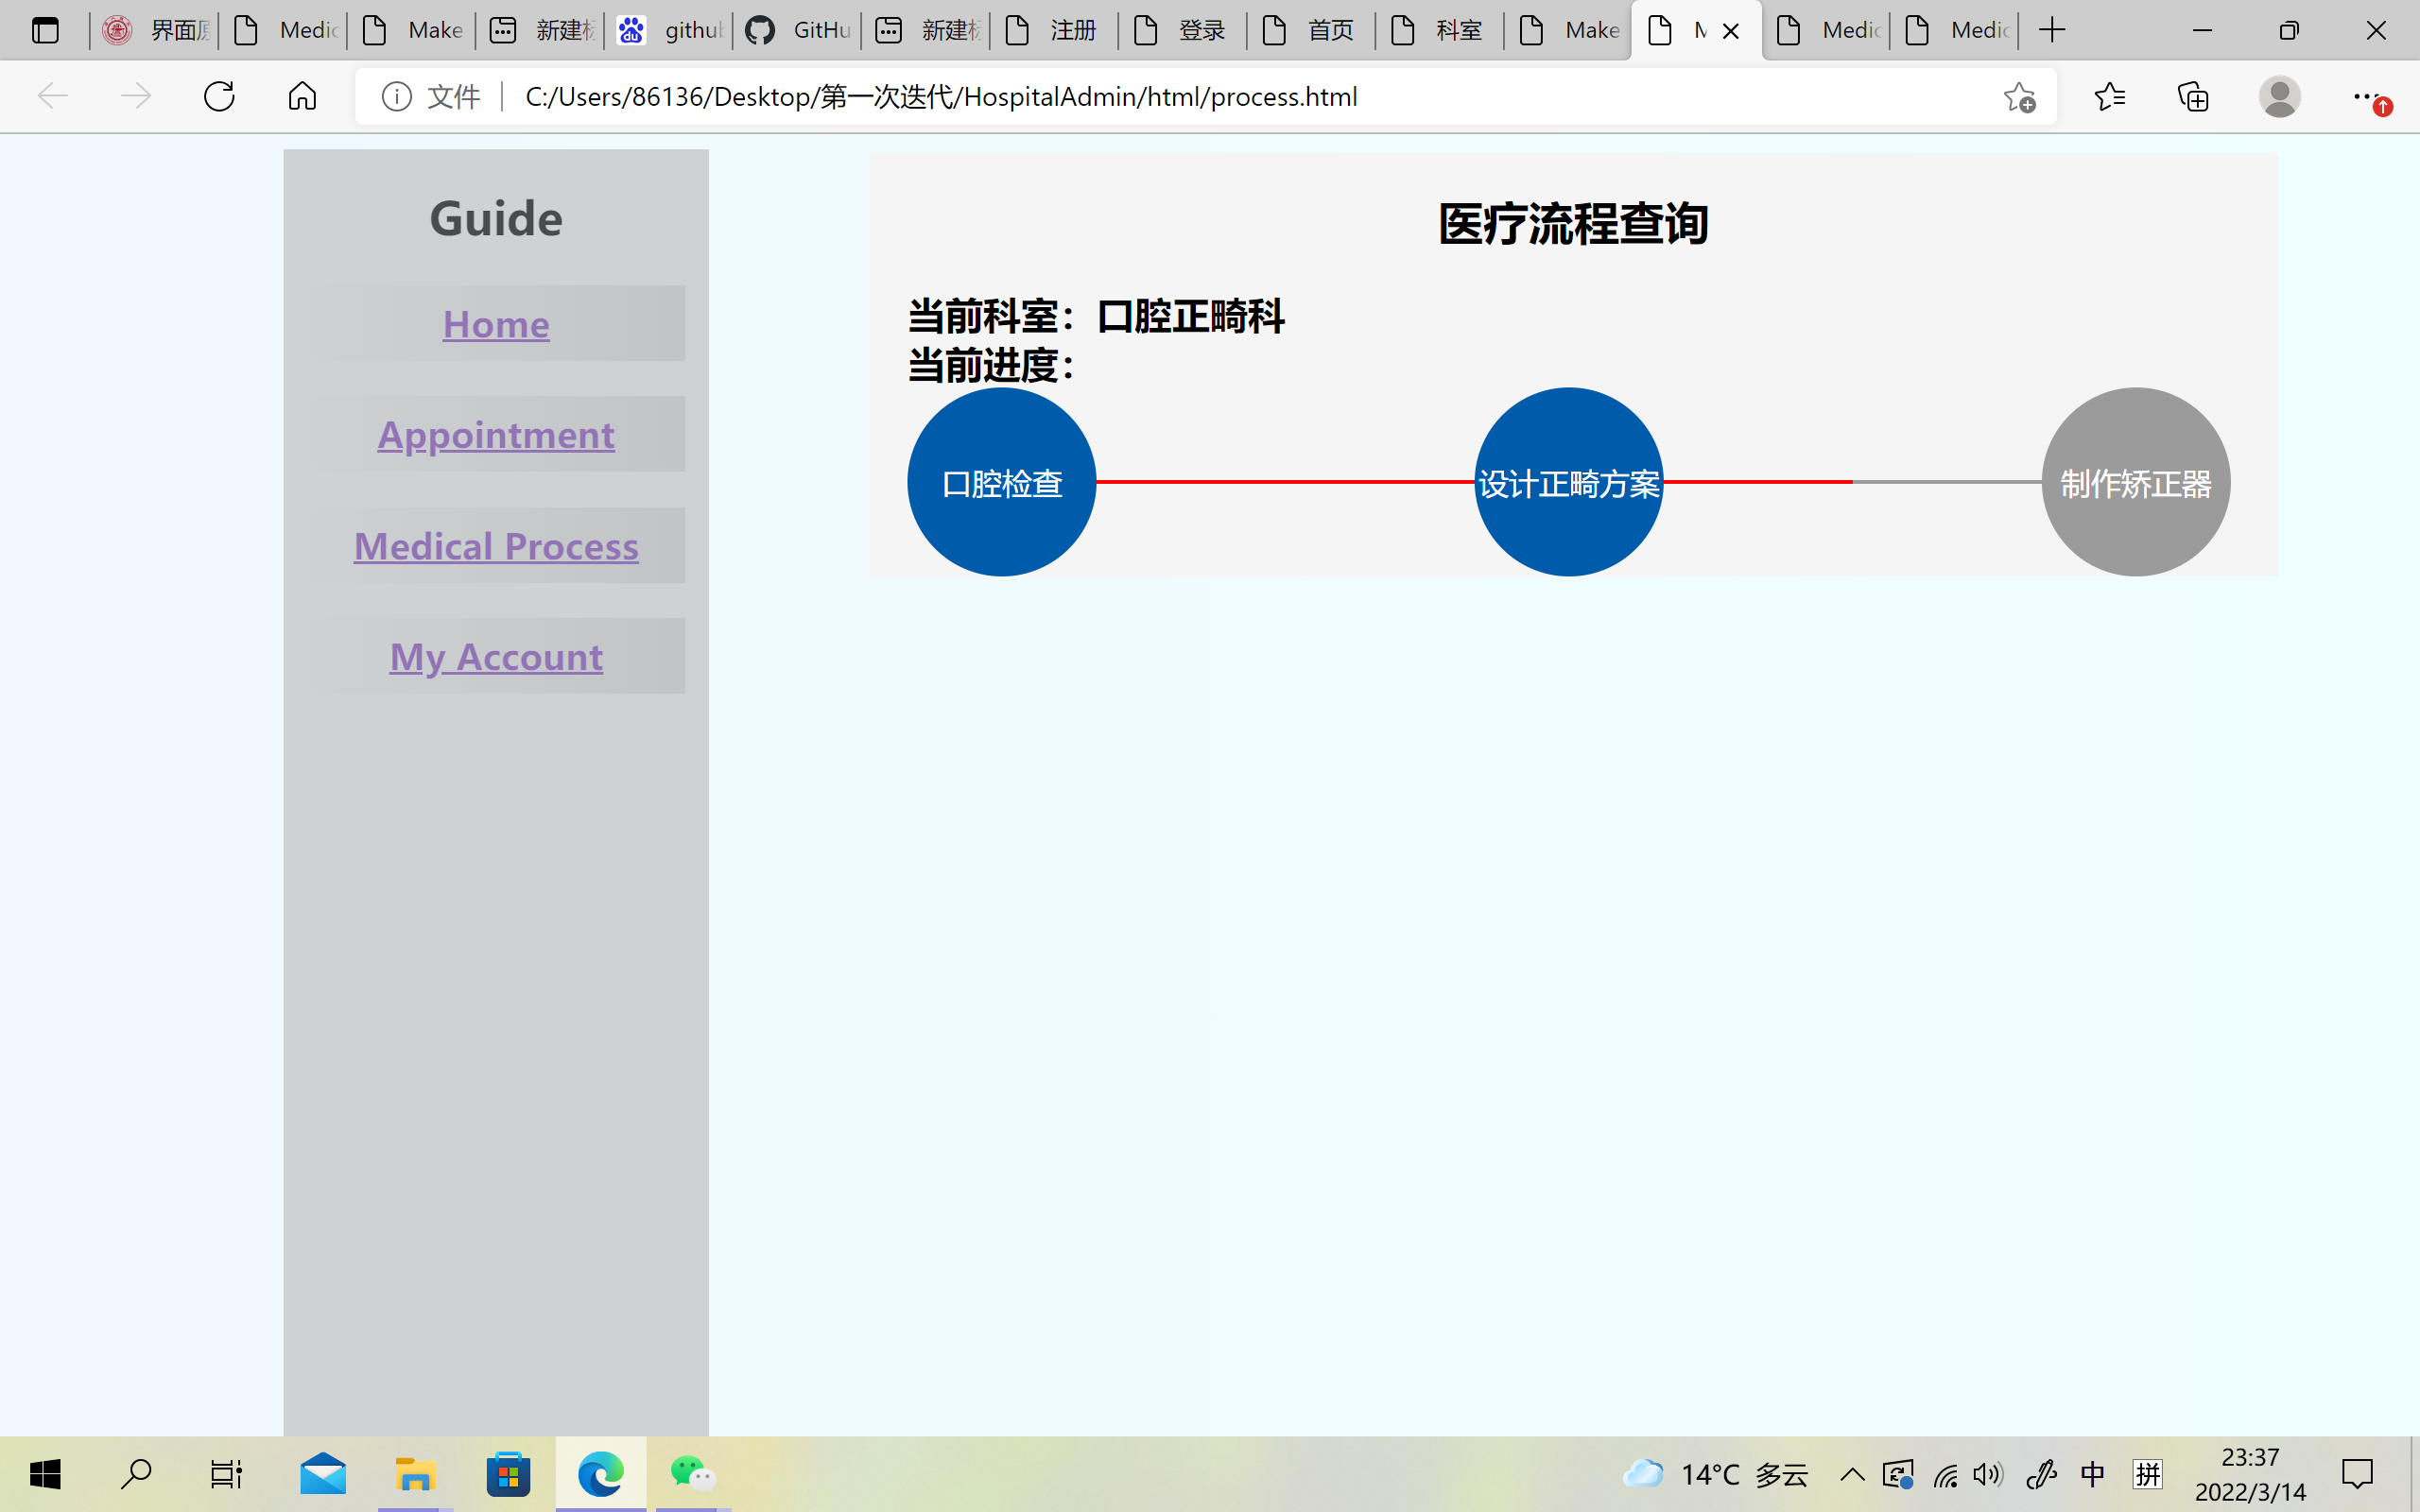 界面
Medic
Make
新建标
github
GitHu
新建标
注册
登录
首页
科室
Make
Medic
Medic
文件
C:/Users/86136/Desktop/第一次迭代/HospitalAdmin/html/process.html
Guide
Home
Appointment
Medical Process
My Account
医疗流程查询
当前科室：口腔正畸科
当前进度：
口腔检查
设计正畸方案
制作矫正器
14°C 多云
中
拼
23:37
2022/3/14